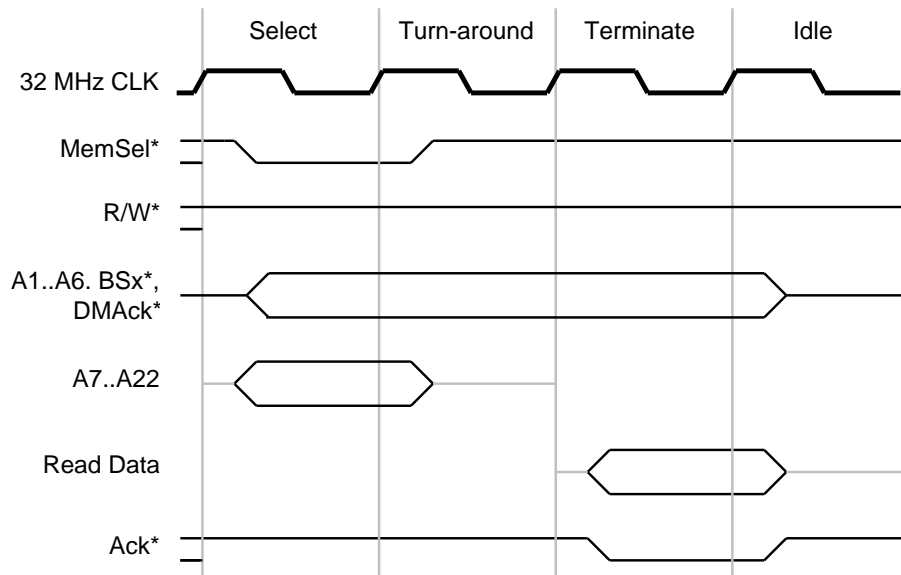 Select Turn-around Terminate Idle
32 MHz CLK
MemSel*
R/W*
A1..A6. BSx*,
DMAck*
A7..A22
Read Data
Ack*